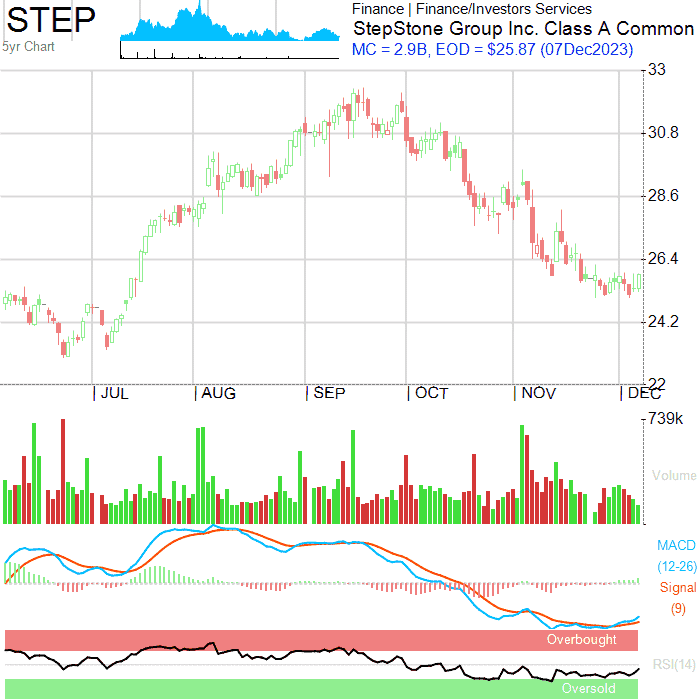 STEP
5yr Chart
Finance | Finance/Investors Services
StepStone Group Inc. Class A Common
MC = 2.9B, EOD = $25.87 (07Dec2023)
33
30.8
28.6
26.4
24.2
22
JUL
AUG
SEP
OCT
NOV
DEC
739k
Volume
MACD
(12-26)
Signal
(9)
Overbought
RSI(14)
Oversold